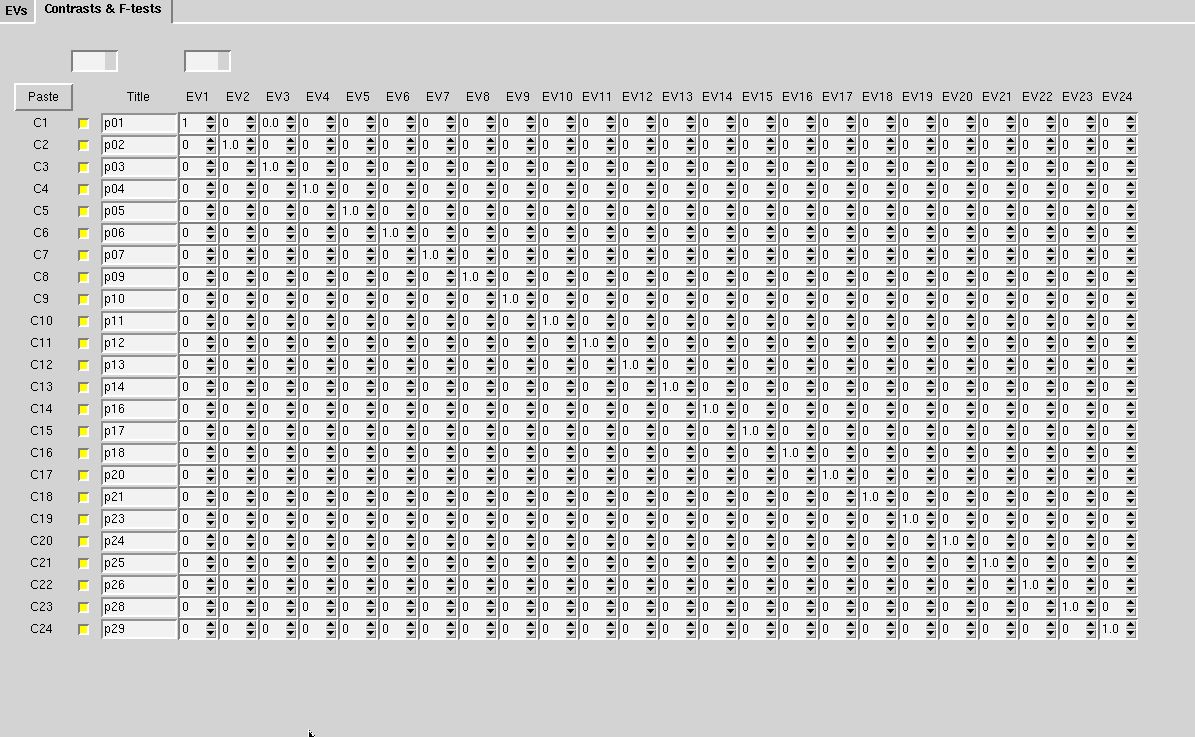 EVs Contrasts & F-tests
Paste Title EV1 EV2 EV3 EV4 EV5 EV6 EV7 EV8 EV9 EV10 EV11 EV12 EV13 EV14 EV15 EV16 EV17 EV18 EV19 EV20 EV21 EV22 EV23 EV24
C1 p01 1 0 0.0 0 0 0 0 0 0 0 0 0 0 0 0 0 0 0 0 0 0 0 0 0
C2 p02 0 1.0 0 0 0 0 0 0 0 0 0 0 0 0 0 0 0 0 0 0 0 0 0 0
C3 p03 0 0 1.0 0 0 0 0 0 0 0 0 0 0 0 0 0 0 0 0 0 0 0 0 0
C4 p04 0 0 0 1.0 0 0 0 0 0 0 0 0 0 0 0 0 0 0 0 0 0 0 0 0
C5 p05 0 0 0 0 1.0 0 0 0 0 0 0 0 0 0 0 0 0 0 0 0 0 0 0 0
C6 p06 0 0 0 0 0 1.0 0 0 0 0 0 0 0 0 0 0 0 0 0 0 0 0 0 0
C7 p07 0 0 0 0 0 0 1.0 0 0 0 0 0 0 0 0 0 0 0 0 0 0 0 0 0
C8 p09 0 0 0 0 0 0 0 1.0 0 0 0 0 0 0 0 0 0 0 0 0 0 0 0 0
C9 p10 0 0 0 0 0 0 0 0 1.0 0 0 0 0 0 0 0 0 0 0 0 0 0 0 0
C10 p11 0 0 0 0 0 0 0 0 0 1.0 0 0 0 0 0 0 0 0 0 0 0 0 0 0
C11 p12 0 0 0 0 0 0 0 0 0 0 1.0 0 0 0 0 0 0 0 0 0 0 0 0 0
C12 p13 0 0 0 0 0 0 0 0 0 0 0 1.0 0 0 0 0 0 0 0 0 0 0 0 0
C13 p14 0 0 0 0 0 0 0 0 0 0 0 0 1.0 0 0 0 0 0 0 0 0 0 0 0
C14 p16 0 0 0 0 0 0 0 0 0 0 0 0 0 1.0 0 0 0 0 0 0 0 0 0 0
C15 p17 0 0 0 0 0 0 0 0 0 0 0 0 0 0 1.0 0 0 0 0 0 0 0 0 0
C16 p18 0 0 0 0 0 0 0 0 0 0 0 0 0 0 0 1.0 0 0 0 0 0 0 0 0
C17 p20 0 0 0 0 0 0 0 0 0 0 0 0 0 0 0 0 1.0 0 0 0 0 0 0 0
C18 p21 0 0 0 0 0 0 0 0 0 0 0 0 0 0 0 0 0 1.0 0 0 0 0 0 0
C19 p23 0 0 0 0 0 0 0 0 0 0 0 0 0 0 0 0 0 0 1.0 0 0 0 0 0
C20 p24 0 0 0 0 0 0 0 0 0 0 0 0 0 0 0 0 0 0 0 1.0 0 0 0 0
C21 p25 0 0 0 0 0 0 0 0 0 0 0 0 0 0 0 0 0 0 0 0 1.0 0 0 0
C22 p26 0 0 0 0 0 0 0 0 0 0 0 0 0 0 0 0 0 0 0 0 0 1.0 0 0
C23 p28 0 0 0 0 0 0 0 0 0 0 0 0 0 0 0 0 0 0 0 0 0 0 1.0 0
C24 p29 0 0 0 0 0 0 0 0 0 0 0 0 0 0 0 0 0 0 0 0 0 0 0 1.0